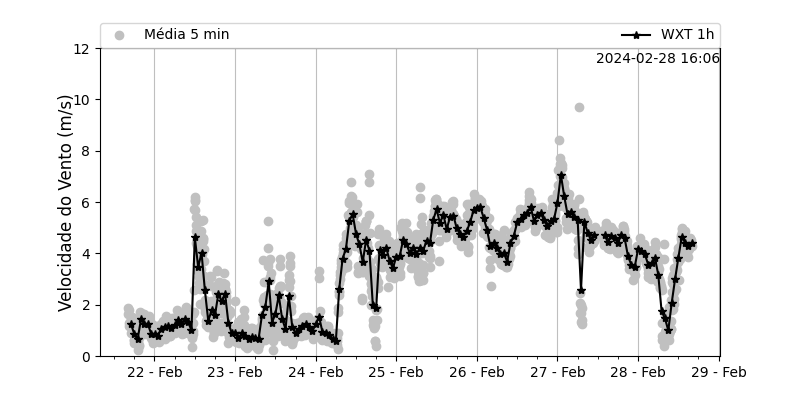 Média 5 min
WXT 1h
2024-02-28 16:06
Velocidade do Vento (m/s)
12
10
8
6
4
2
0
22 - Feb
23 - Feb
24 - Feb
25 - Feb
26 - Feb
27 - Feb
28 - Feb
29 - Feb